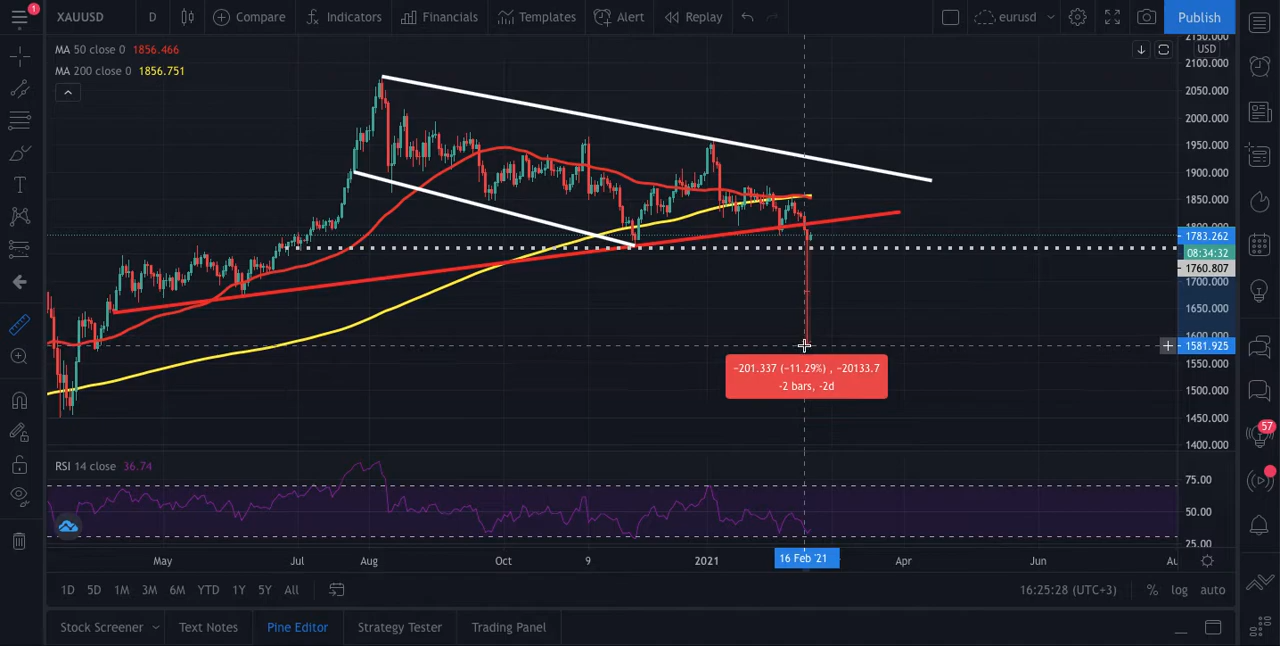 1
XAUUSD D Compare Indicators Financials Templates Alert Replay eurusd Publish
MA 50 close 0 1856.466
MA 200 close 0 1856.751
USD
2150.000
2100.000
2050.000
2000.000
1950.000
1900.000
1850.000
1800.000
1783.262
08:34:32
1760.807
1700.000
1650.000
1600.000
1581.925
1550.000
1500.000
1450.000
1400.000
−201.337 (−11.29%) , −20133.7
-2 bars, -2d
RSI 14 close 36.74
75.00
50.00
25.00
May Jul Aug Oct 9 2021 16 Feb '21 Apr Jun Au
1D 5D 1M 3M 6M YTD 1Y 5Y All 16:25:28 (UTC+3) % log auto
Stock Screener Text Notes Pine Editor Strategy Tester Trading Panel
57